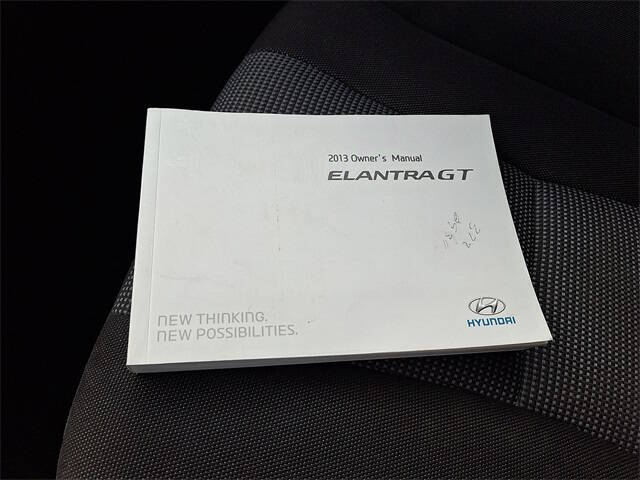 2013 Owner's Manual
ELANTRA GT
NEW THINKING.
NEW POSSIBILITIES.
HYUNDAI